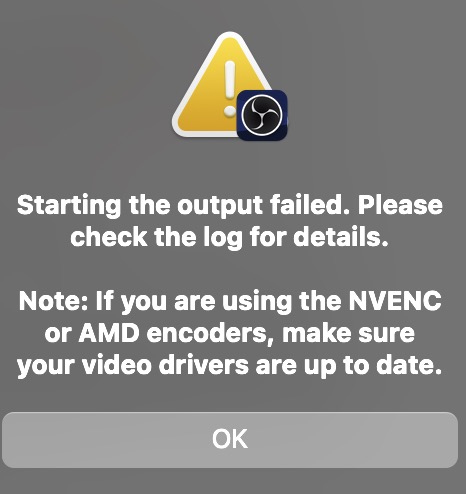 Starting the output failed. Please
check the log for details.
Note: If you are using the NVENC
or AMD encoders, make sure
your video drivers are up to date.
OK